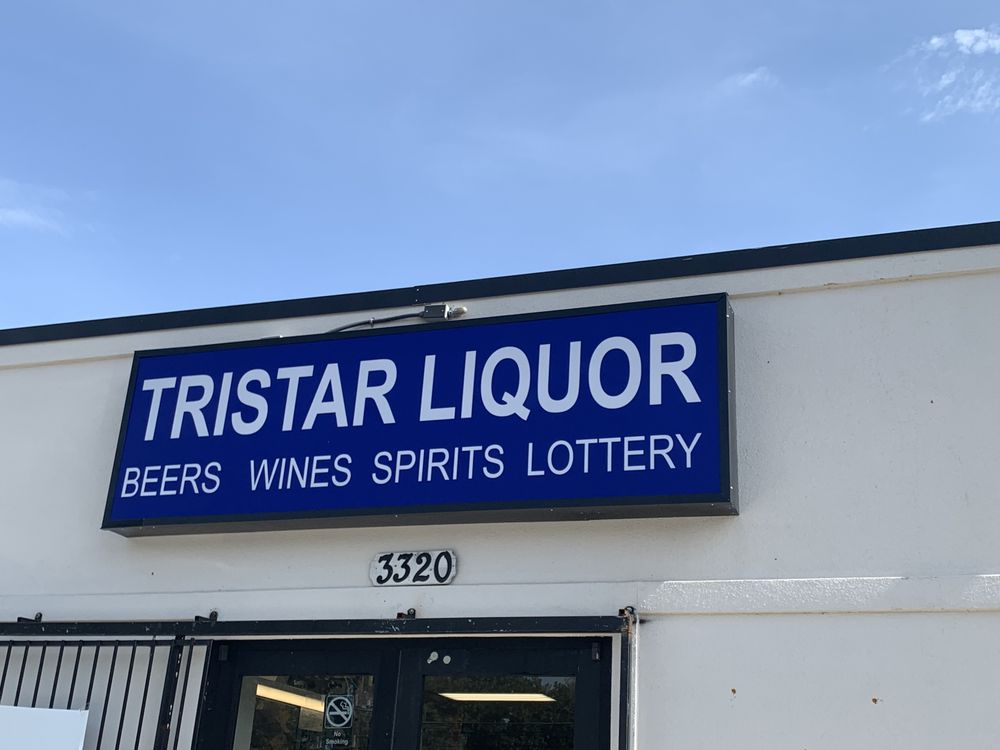 TRISTAR LIQUOR
BEERS WINES SPIRITS LOTTERY
3320
No
Smoking